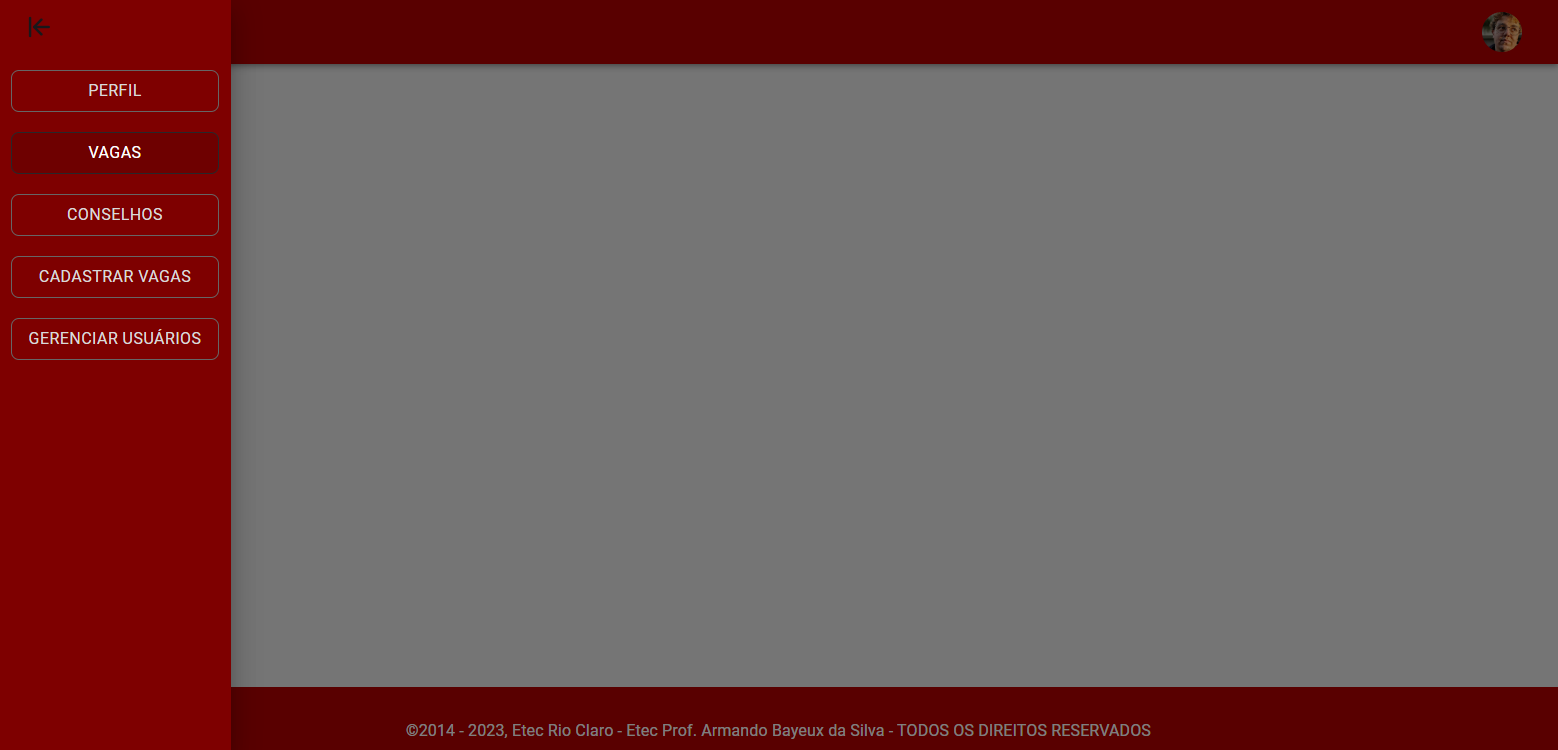 PERFIL
VAGAS
CONSELHOS
CADASTRAR VAGAS
GERENCIAR USUÁRIOS
©2014 - 2023, Etec Rio Claro - Etec Prof. Armando Bayeux da Silva - TODOS OS DIREITOS RESERVADOS